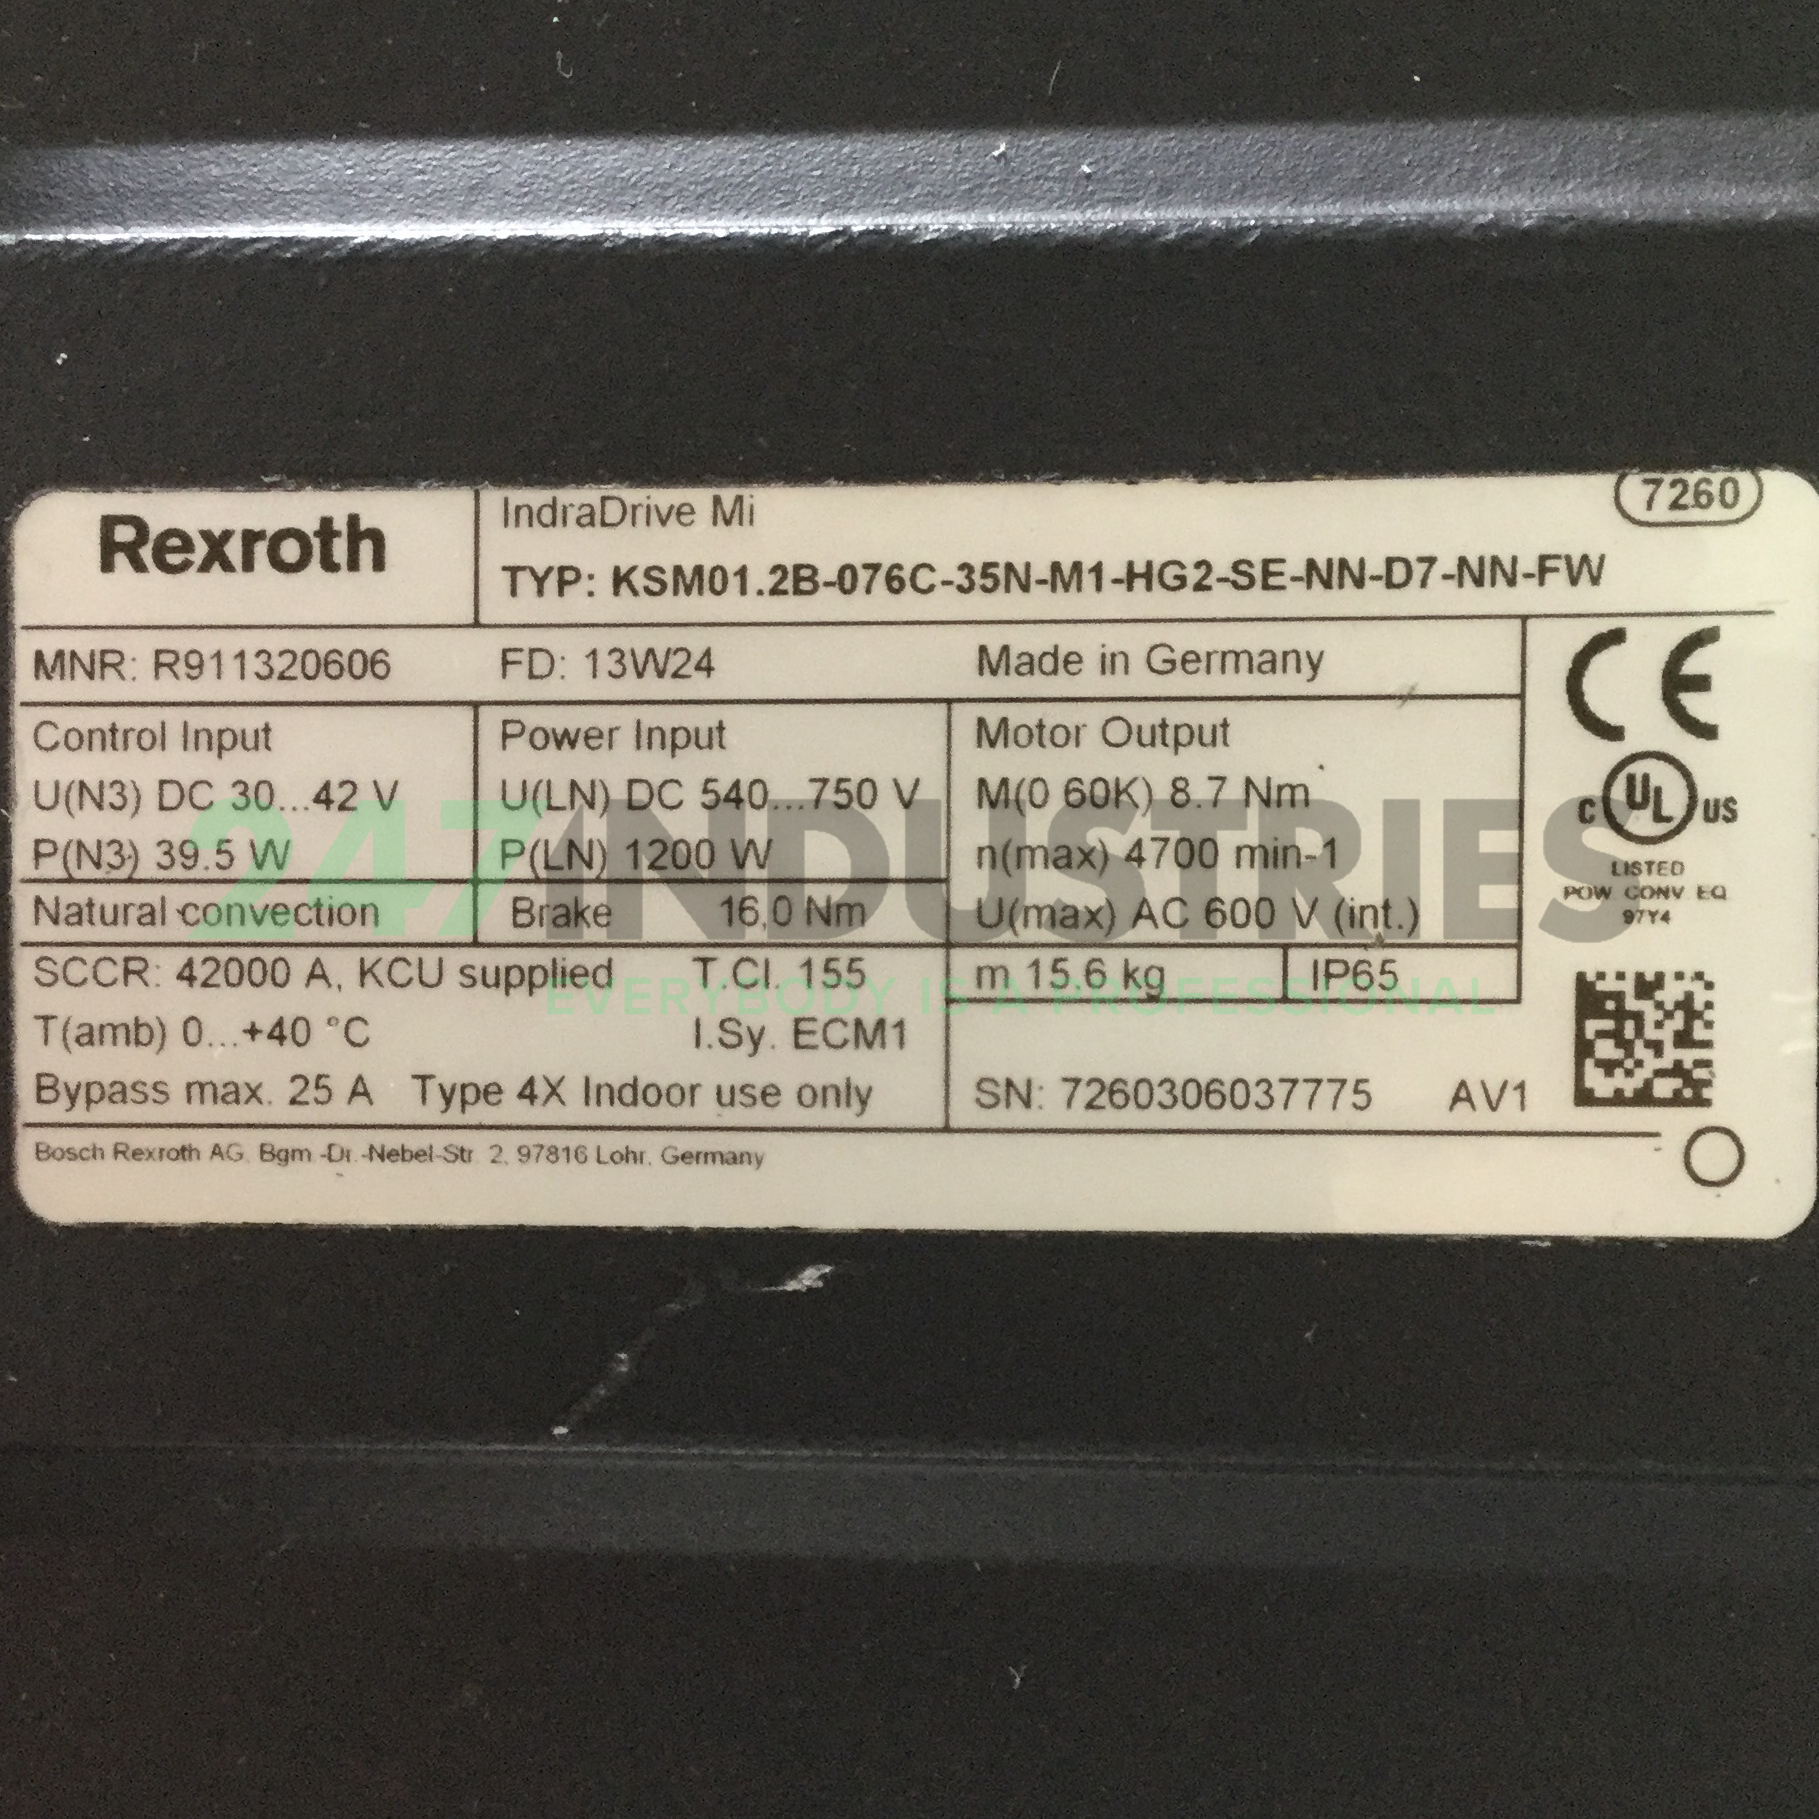 Rexroth
IndraDrive Mi
7260
TYP: KSM01.2B-076C-35N-M1-HG2-SE-NN-D7-NN-FW
MNR: R911320606
FD: 13W24
Made in Germany
Control Input
U(N3) DC 30...42 V
P(N3) 39.5 W
Natural convection
Power Input
U(LN) DC 540...750 V
P(LN) 1200 W
Brake 16,0 Nm
Motor Output
M(0 60K) 8.7 Nm
n(max) 4700 min-1
U(max) AC 600 V (int.)
CE
C UL US
LISTED
POW CONV EQ
97Y4
SCCR: 42000 A, KCU supplied T.Cl. 155
m 15.6 kg
IP65
T(amb) 0...+40 °C I.Sy. ECM1
Bypass max. 25 A Type 4X Indoor use only
SN: 7260306037775 AV1
Bosch Rexroth AG. Bgm.-Dr.-Nebel-Str. 2, 97816 Lohr, Germany
247INDUSTRIES
EVERYBODY IS A PROFESSIONAL